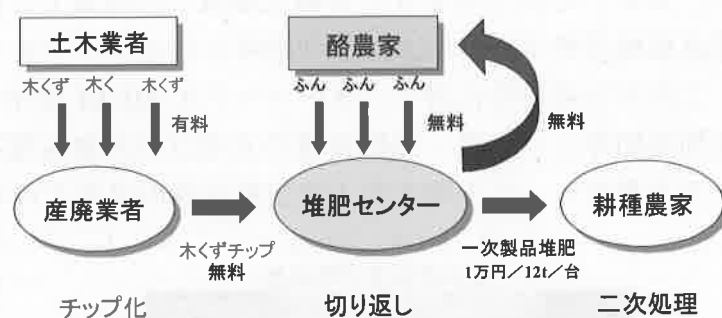 土木業者
酪農家
木くず 木く 木くず
ふん ふん ふん
有料
無料
無料
産廃業者
堆肥センター
耕種農家
木くずチップ
無料
一次製品堆肥
1万円／12t／台
チップ化
切り返し
二次処理